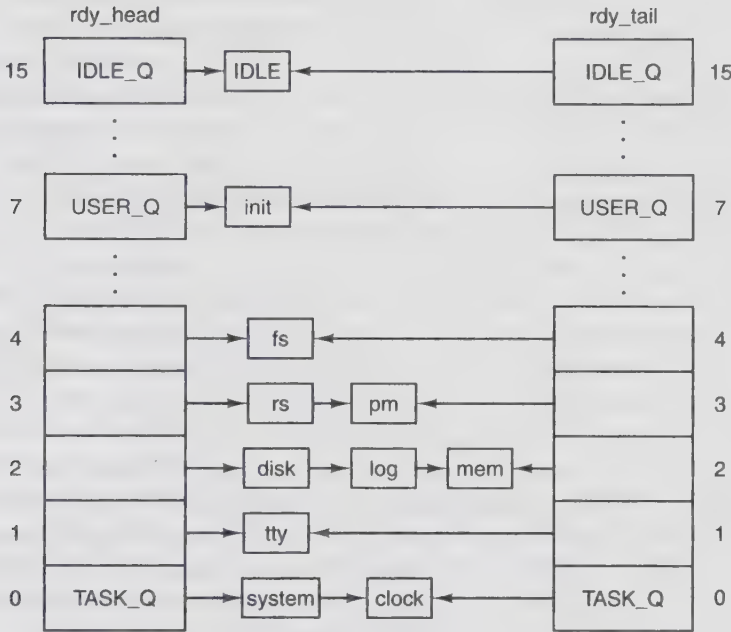 rdy_head rdy_tail
15 IDLE_Q IDLE IDLE_Q 15
7 USER_Q init USER_Q 7
4 fs 4
3 rs pm 3
2 disk log mem 2
1 tty 1
0 TASK_Q system clock TASK_Q 0